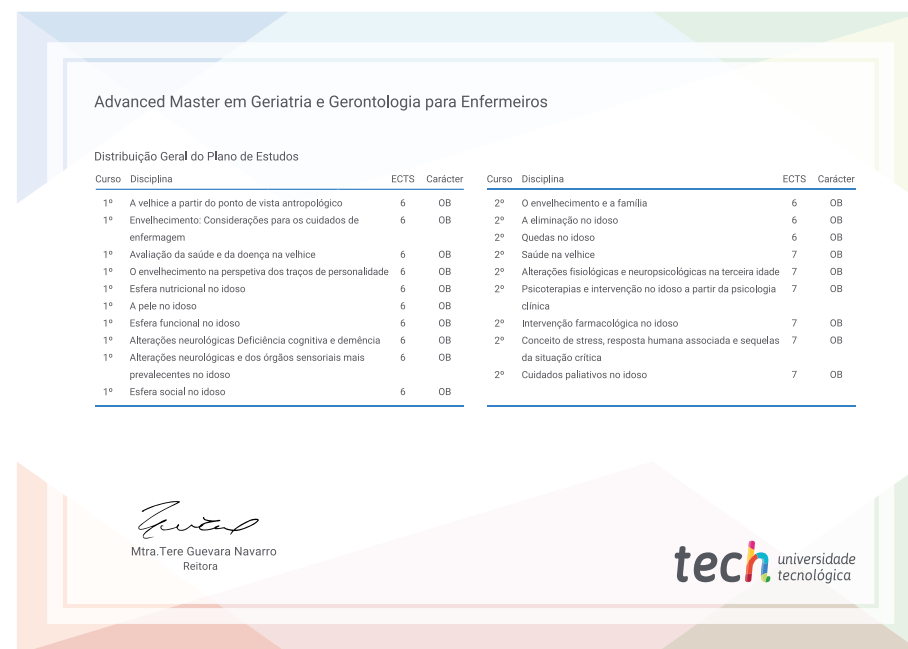 Advanced Master em Geriatria e Gerontologia para Enfermeiros
Distribuição Geral do Plano de Estudos
Curso Disciplina ECTS Carácter
1º A velhice a partir do ponto de vista antropológico 6 OB
1º Envelhecimento: Considerações para os cuidados de 6 OB
enfermagem
1º Avaliação da saúde e da doença na velhice 6 OB
1º O envelhecimento na perspetiva dos traços de personalidade 6 OB
1º Esfera nutricional no idoso 6 OB
1º A pele no idoso 6 OB
1º Esfera funcional no idoso 6 OB
1º Alterações neurológicas Deficiência cognitiva e demência 6 OB
1º Alterações neurológicas e dos órgãos sensoriais mais 6 OB
prevalecentes no idoso
1º Esfera social no idoso 6 OB
Curso Disciplina ECTS Carácter
2º O envelhecimento e a família 6 OB
2º A eliminação no idoso 6 OB
2º Quedas no idoso 6 OB
2º Saúde na velhice 7 OB
2º Alterações fisiológicas e neuropsicológicas na terceira idade 7 OB
2º Psicoterapias e intervenção no idoso a partir da psicologia 7 OB
clínica
2º Intervenção farmacológica no idoso 7 OB
2º Conceito de stress, resposta humana associada e sequelas 7 OB
da situação crítica
2º Cuidados paliativos no idoso 7 OB
Mtra.Tere Guevara Navarro
Reitora
tech universidade
tecnológica